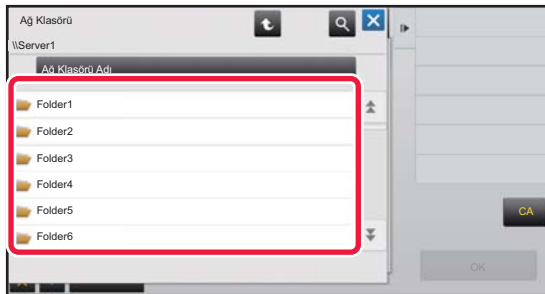 Ağ Klasörü
\\Server1
Ağ Klasörü Adı
Folder1
Folder2
Folder3
Folder4
Folder5
Folder6
CA
OK